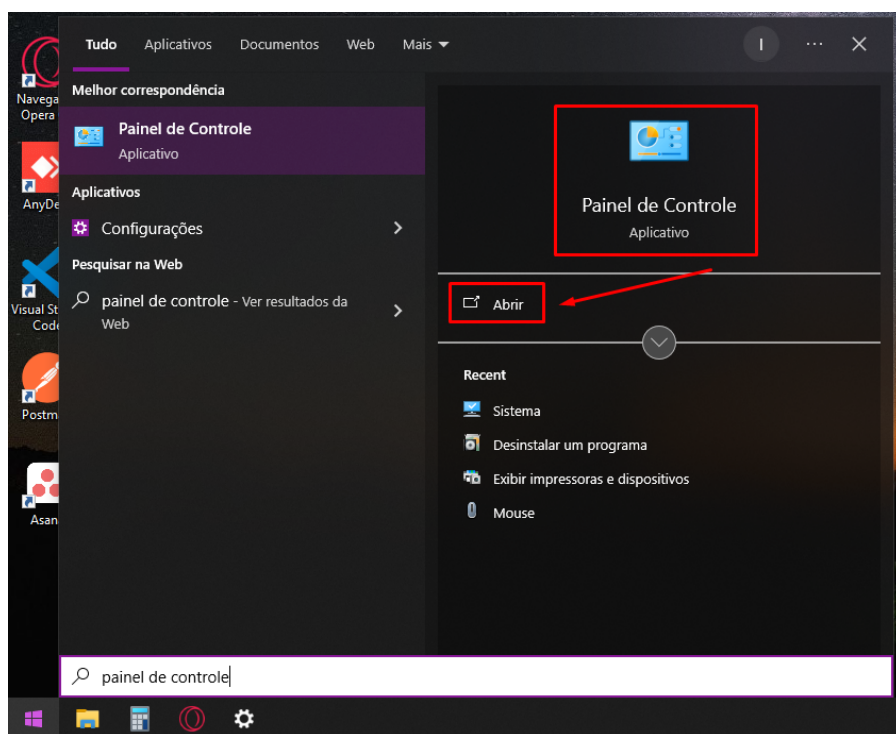 Tudo Aplicativos Documentos Web Mais I ...
Melhor correspondência
Painel de Controle
Aplicativo
Aplicativos
Configurações
Pesquisar na Web
painel de controle - Ver resultados da
Web
Painel de Controle
Aplicativo
Abrir
Recent
Sistema
Desinstalar um programa
Exibir impressoras e dispositivos
Mouse
Navega
Opera
AnyDe
Visual St
Code
Postm
Asan
painel de controle